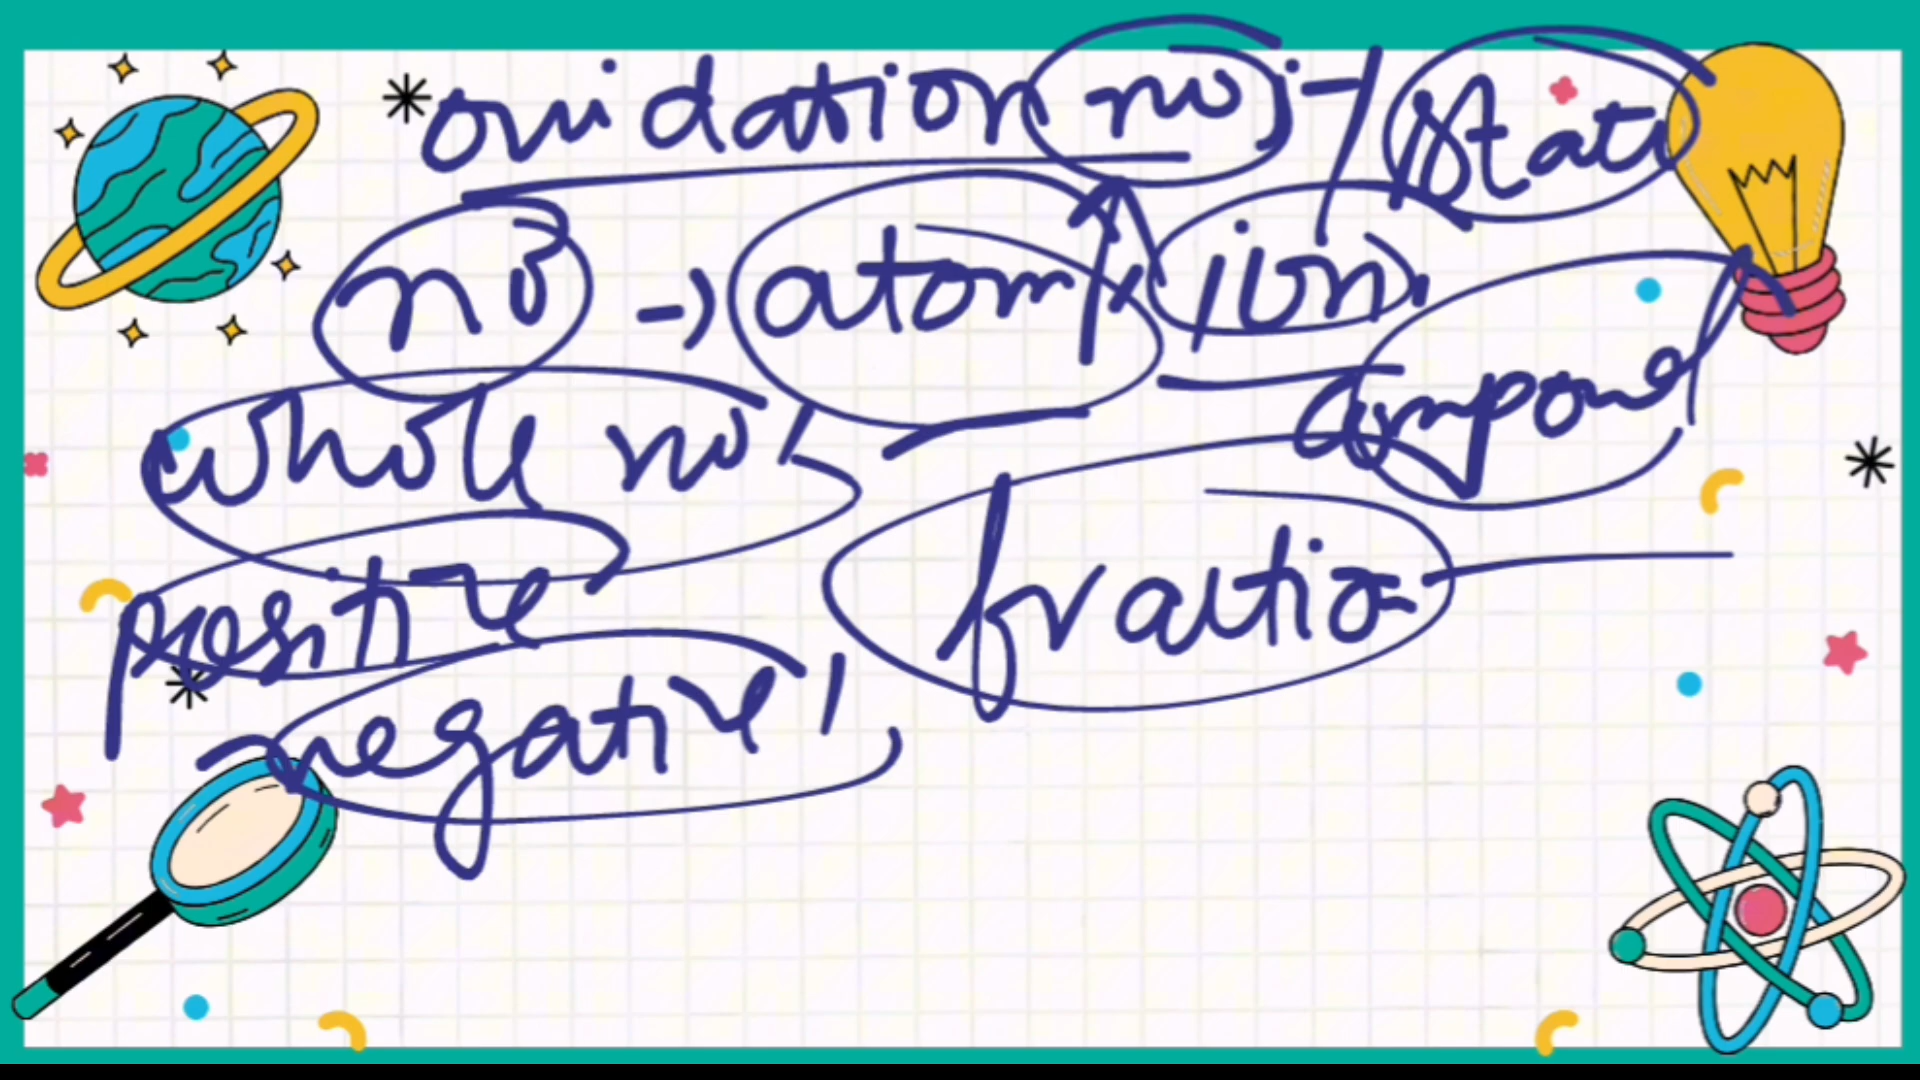 oxidation no:- / state
no -> atom, / ion,
compound
whole no,
fraction
positive
negative,